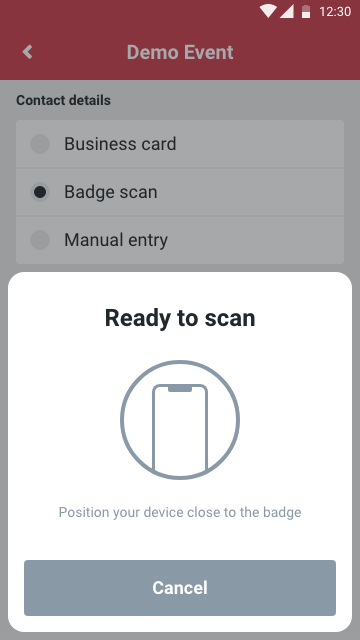 12:30
Demo Event
Contact details
Business card
Badge scan
Manual entry
Ready to scan
Position your device close to the badge
Cancel